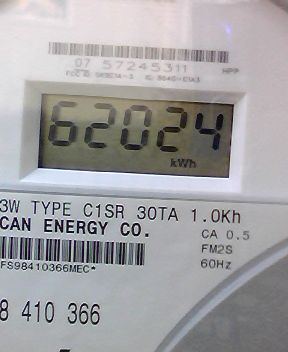 07 57245311 HPP
62024
kWh
3W TYPE C1SR 30TA 1.0Kh
CAN ENERGY CO.
CA 0.5
FM2S
60Hz
FS98410366MEC*
8 410 366